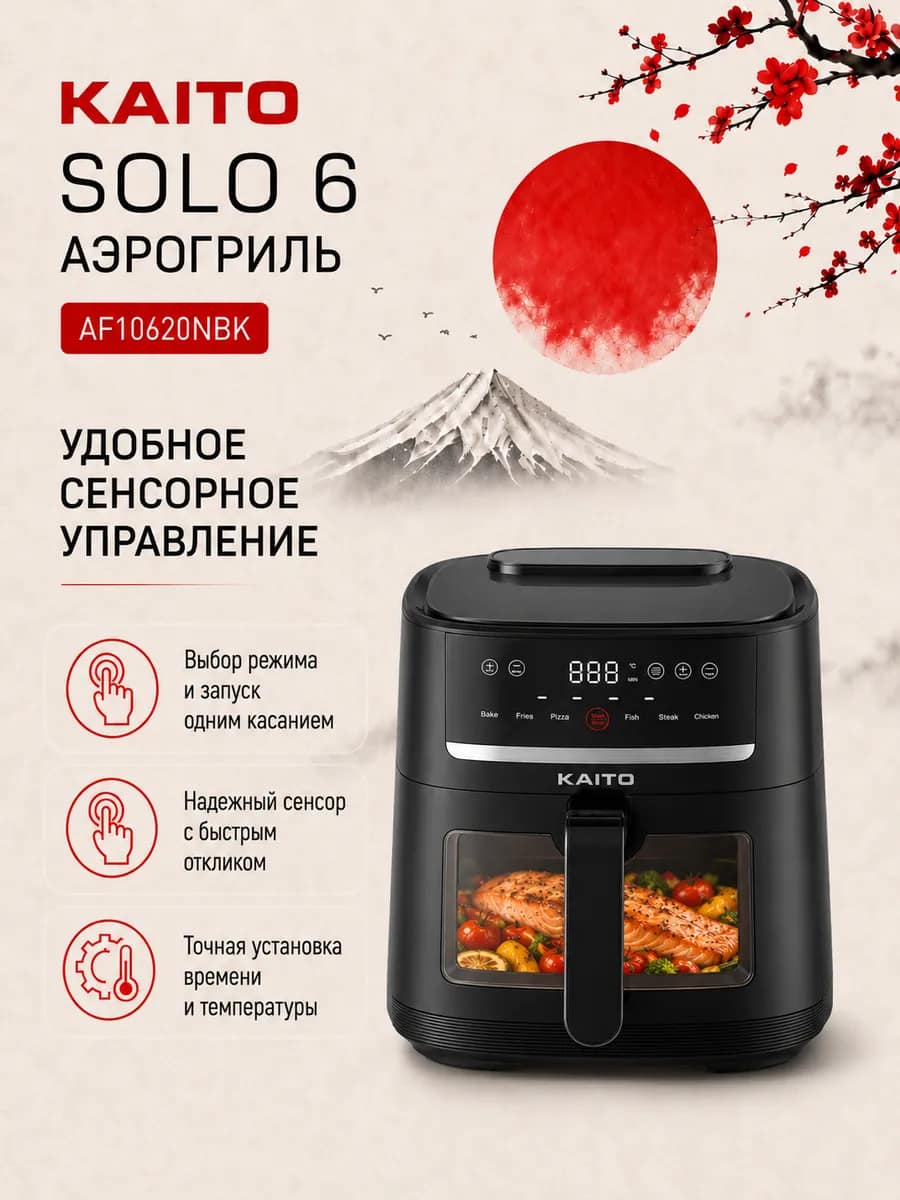 KAITO
SOLO 6
АЭРОГРИЛЬ
AF10620NBK
УДОБНОЕ
СЕНСОРНОЕ
УПРАВЛЕНИЕ
Выбор режима
и запуск
одним касанием
Надежный сенсор
с быстрым
откликом
Точная установка
времени
и температуры
888 °C
MIN
Bake Fries Pizza Fish Steak Chicken
KAITO